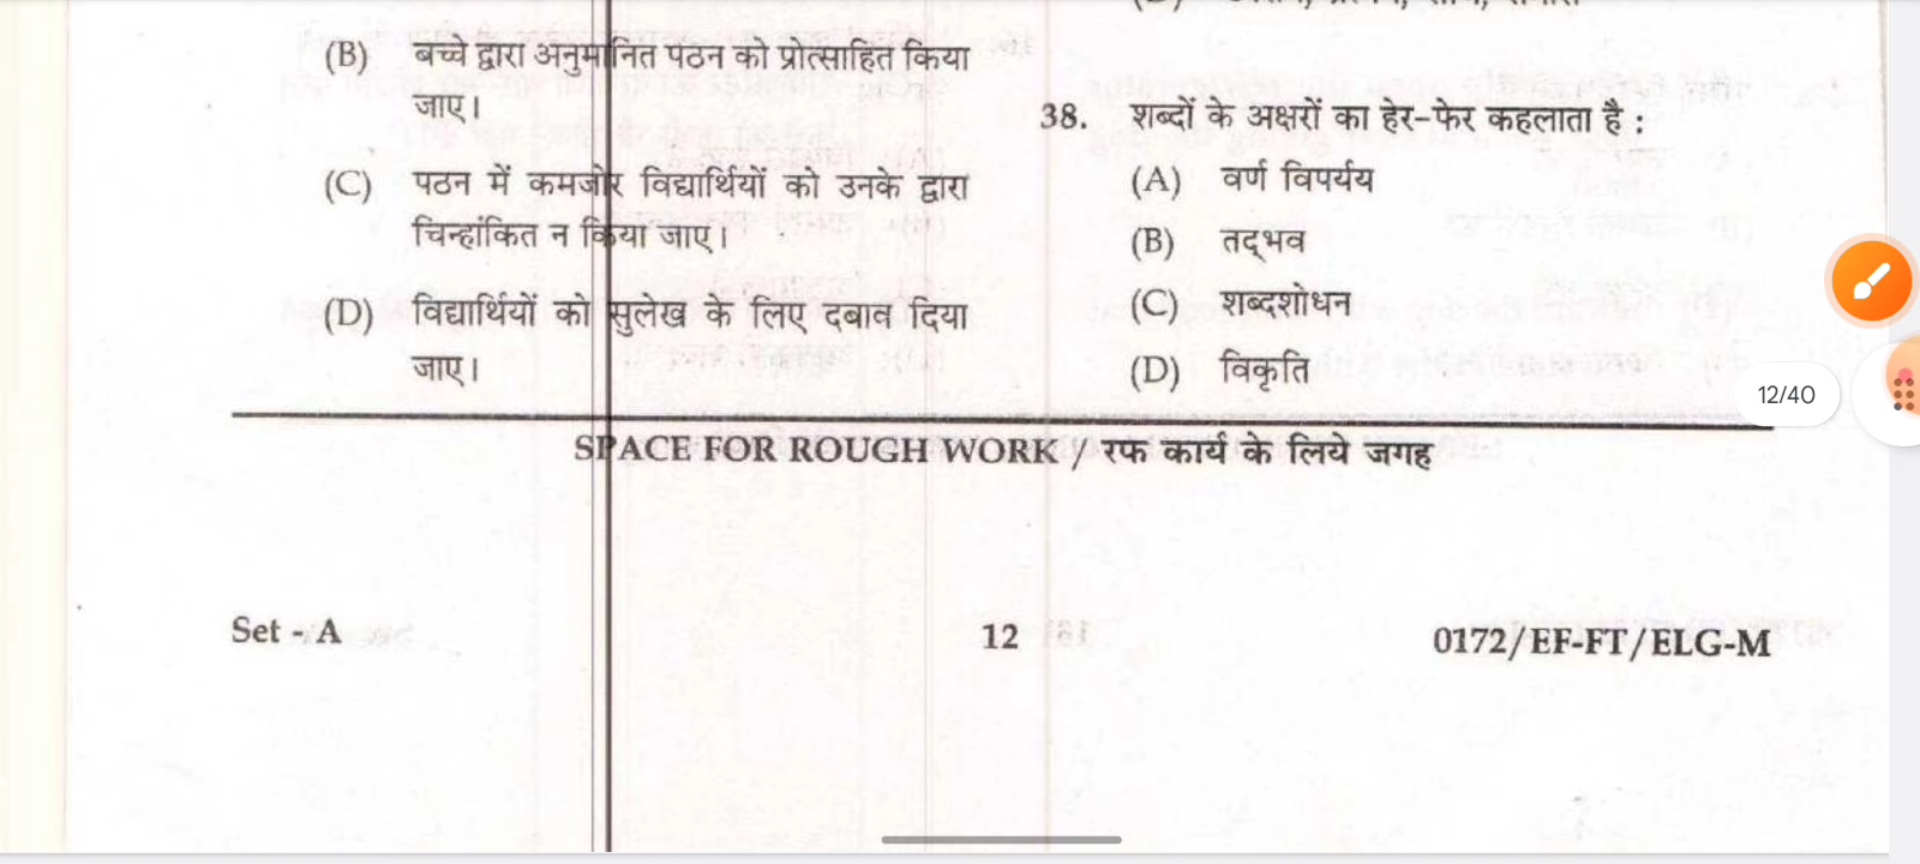 (B) बच्चे द्वारा अनुमानित पठन को प्रोत्साहित किया
जाए।
(C) पठन में कमजोर विद्यार्थियों को उनके द्वारा
चिन्हांकित न किया जाए।
(D) विद्यार्थियों को सुलेख के लिए दबाव दिया
जाए।
38. शब्दों के अक्षरों का हेर-फेर कहलाता है :
(A) वर्ण विपर्यय
(B) तद्भव
(C) शब्दशोधन
(D) विकृति
12/40
SPACE FOR ROUGH WORK / रफ कार्य के लिये जगह
Set - A
12
0172/EF-FT/ELG-M